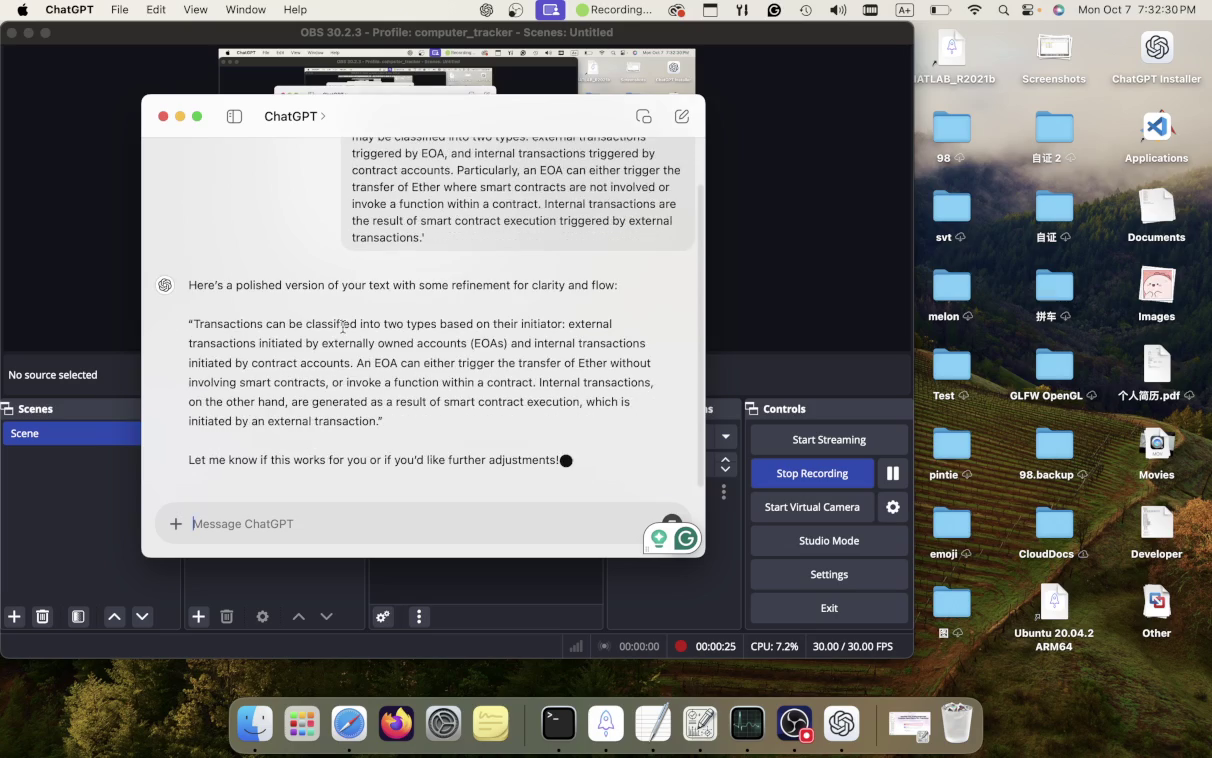 ChatGPT File Edit View Window Help Recording... A Mon Oct 7 7:32:30 PM
OBS 30.2.3 - Profile: computer_tracker - Scenes: Untitled
ChatGPT >
may be classified into two types: external transactions
triggered by EOA, and internal transactions triggered by
contract accounts. Particularly, an EOA can either trigger the
transfer of Ether where smart contracts are not involved or
invoke a function within a contract. Internal transactions are
the result of smart contract execution triggered by external
transactions.'
Here's a polished version of your text with some refinement for clarity and flow:
“Transactions can be classified into two types based on their initiator: external
transactions initiated by externally owned accounts (EOAs) and internal transactions
initiated by contract accounts. An EOA can either trigger the transfer of Ether without
involving smart contracts, or invoke a function within a contract. Internal transactions,
on the other hand, are generated as a result of smart contract execution, which is
initiated by an external transaction.”
Let me know if this works for you or if you'd like further adjustments!
Message ChatGPT
No source selected
Scene
Controls
Start Streaming
Stop Recording
Start Virtual Camera
Studio Mode
Settings
Exit
00:00:00 00:00:25 CPU: 7.2% 30.00 / 30.00 FPS
ATLAB_R2021b Screenshots ChatGPT Installer
98 自证 2 Applications
svt 自证 Documents
melon 拼车 Images
Test GLFW OpenGL 个人简历.pdf
pintie 98.backup Movies
emoji CloudDocs Developer
图 Ubuntu 20.04.2 Other
ARM64